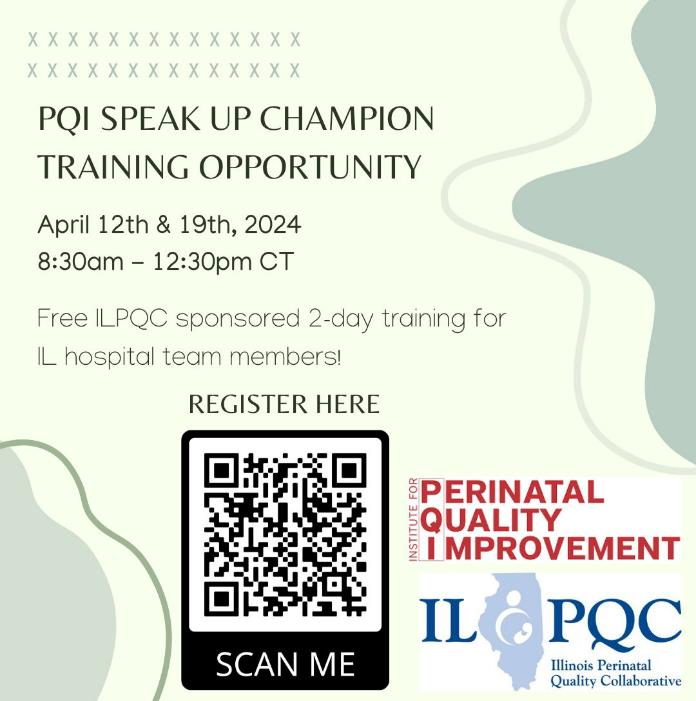 X X X X X X X X X X X X X X
X X X X X X X X X X X X X X
PQI SPEAK UP CHAMPION
TRAINING OPPORTUNITY
April 12th & 19th, 2024
8:30am – 12:30pm CT
Free ILPQC sponsored 2-day training for
IL hospital team members!
REGISTER HERE
SCAN ME
INSTITUTE FOR
PERINATAL
QUALITY
IMPROVEMENT
IL PQC
Illinois Perinatal
Quality Collaborative